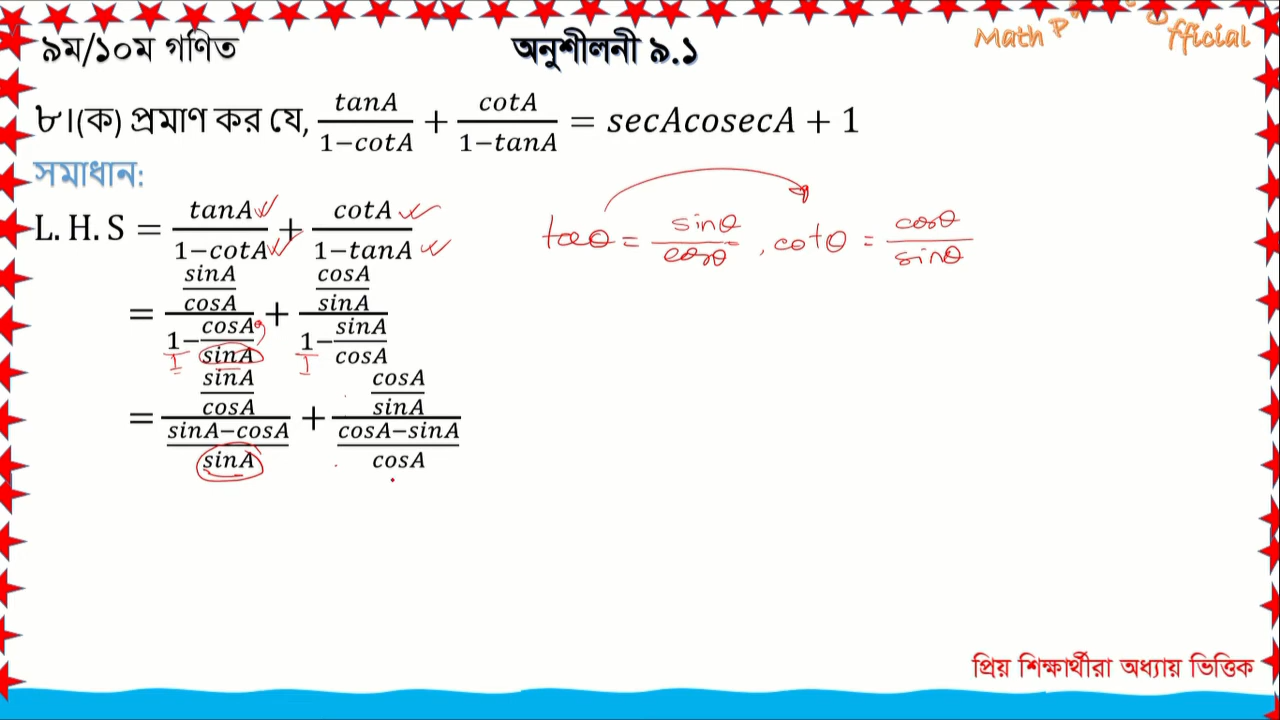 ৯ম/১০ম গণিত
অনুশীলনী ৯.১
Math P fficial
৮।(ক) প্রমাণ কর যে, tanA/(1−cotA) + cotA/(1−tanA) = secAcosecA + 1
সমাধান:
L. H. S = tanA/(1−cotA) + cotA/(1−tanA)
tanθ = sinθ/cosθ , cotθ = cosθ/sinθ
= (sinA/cosA)/(1−cosA/sinA) + (cosA/sinA)/(1−sinA/cosA)
= (sinA/cosA)/((sinA−cosA)/sinA) + (cosA/sinA)/((cosA−sinA)/cosA)
প্রিয় শিক্ষার্থীরা অধ্যায় ভিত্তিক